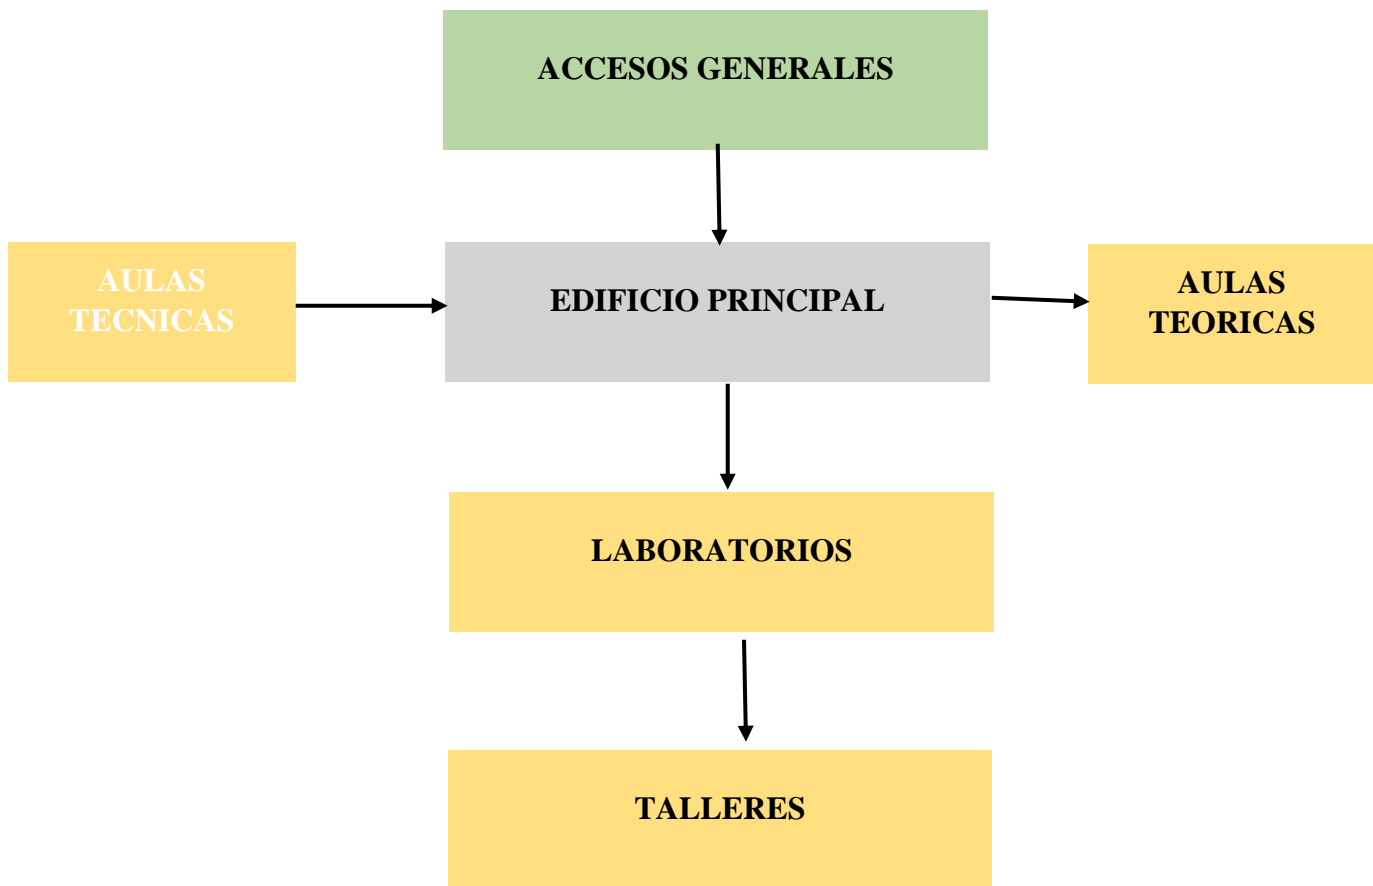 ACCESOS GENERALES
AULAS
TECNICAS
EDIFICIO PRINCIPAL
AULAS
TEORICAS
LABORATORIOS
TALLERES